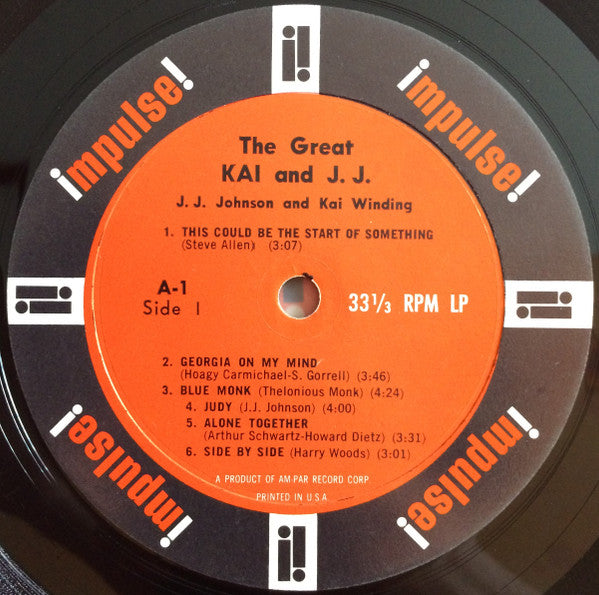 impulse!
impulse!
The Great
KAI and J. J.
J. J. Johnson and Kai Winding
1. THIS COULD BE THE START OF SOMETHING
(Steve Allen) (3:07)
A-1
Side I
33⅓ RPM LP
2. GEORGIA ON MY MIND
(Hoagy Carmichael-S. Gorrell) (3:46)
3. BLUE MONK (Thelonious Monk) (4:24)
4. JUDY (J.J. Johnson) (4:00)
5. ALONE TOGETHER
(Arthur Schwartz-Howard Dietz) (3:31)
6. SIDE BY SIDE (Harry Woods) (3:01)
A PRODUCT OF AM-PAR RECORD CORP.
PRINTED IN U.S.A.
impulse!
impulse!